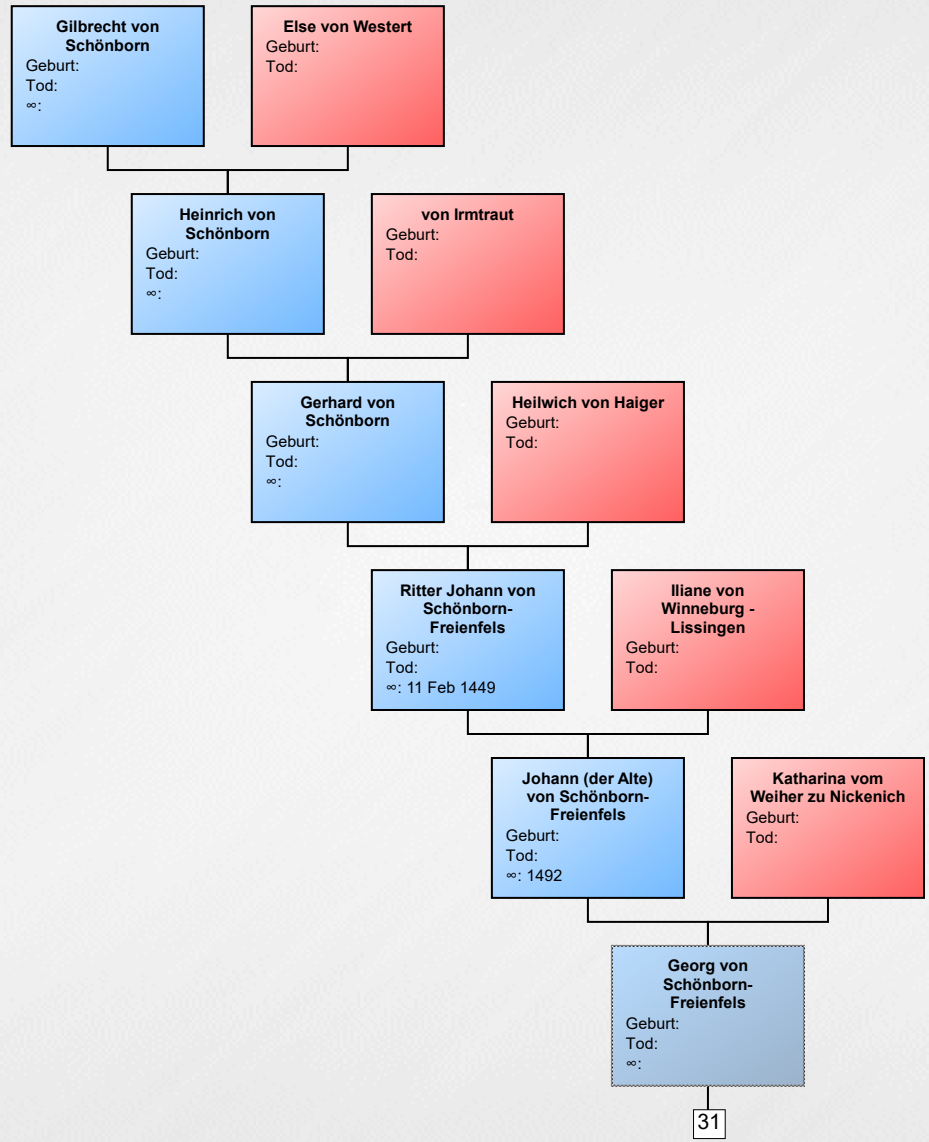 Gilbrecht von
Schönborn
Geburt:
Tod:
∞:
Else von Westert
Geburt:
Tod:
Heinrich von
Schönborn
Geburt:
Tod:
∞:
von Irmtraut
Geburt:
Tod:
Gerhard von
Schönborn
Geburt:
Tod:
∞:
Heilwich von Haiger
Geburt:
Tod:
Ritter Johann von
Schönborn-
Freienfels
Geburt:
Tod:
∞: 11 Feb 1449
Iliane von
Winneburg -
Lissingen
Geburt:
Tod:
Johann (der Alte)
von Schönborn-
Freienfels
Geburt:
Tod:
∞: 1492
Katharina vom
Weiher zu Nickenich
Geburt:
Tod:
Georg von
Schönborn-
Freienfels
Geburt:
Tod:
∞:
31